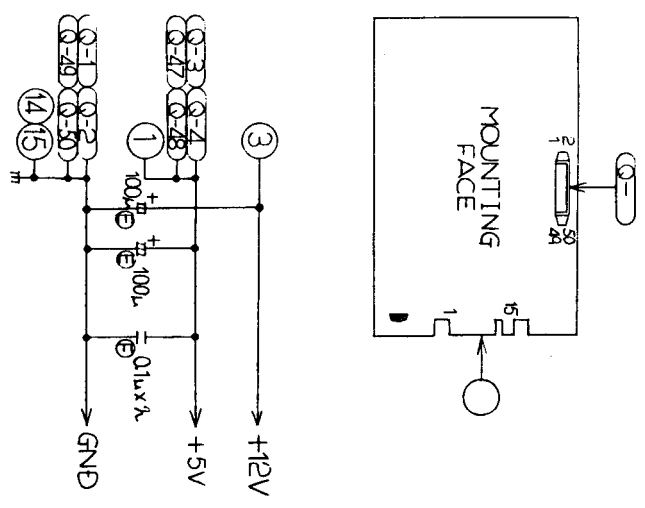 Q-49
Q-1
Q-50
Q-2
14
15
Q-47
Q-3
Q-48
Q-4
1
3
100μ
+
E
100μ
+
E
0.1μ×n
E
GND
+5V
+12V
MOUNTING
FACE
2
1
50
49
Q-
1
15